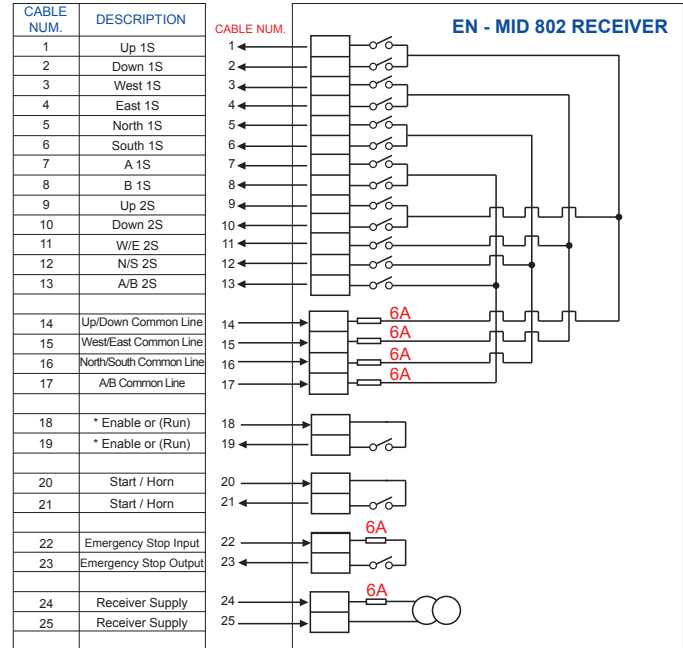 CABLE NUM. DESCRIPTION
1 Up 1S
2 Down 1S
3 West 1S
4 East 1S
5 North 1S
6 South 1S
7 A 1S
8 B 1S
9 Up 2S
10 Down 2S
11 W/E 2S
12 N/S 2S
13 A/B 2S
14 Up/Down Common Line
15 West/East Common Line
16 North/South Common Line
17 A/B Common Line
18 * Enable or (Run)
19 * Enable or (Run)
20 Start / Horn
21 Start / Horn
22 Emergency Stop Input
23 Emergency Stop Output
24 Receiver Supply
25 Receiver Supply
CABLE NUM.
EN - MID 802 RECEIVER
1
2
3
4
5
6
7
8
9
10
11
12
13
14 6A
15 6A
16 6A
17 6A
18
19
20
21
22 6A
23
24 6A
25